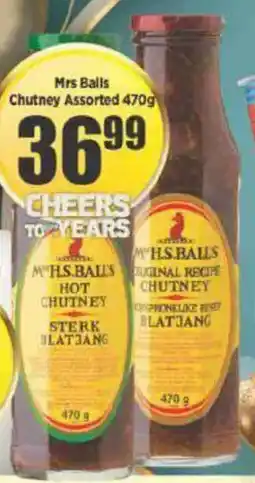 Mrs Balls
Chutney Assorted 470g
36 99
CHEERS
TO YEARS
MRS H.S. BALL'S
HOT
CHUTNEY
STERK
BLATJANG
470 g
MRS H.S. BALL'S
ORIGINAL RECIPE
CHUTNEY
OORSPRONKLIKE RESEP
BLATJANG
470 g